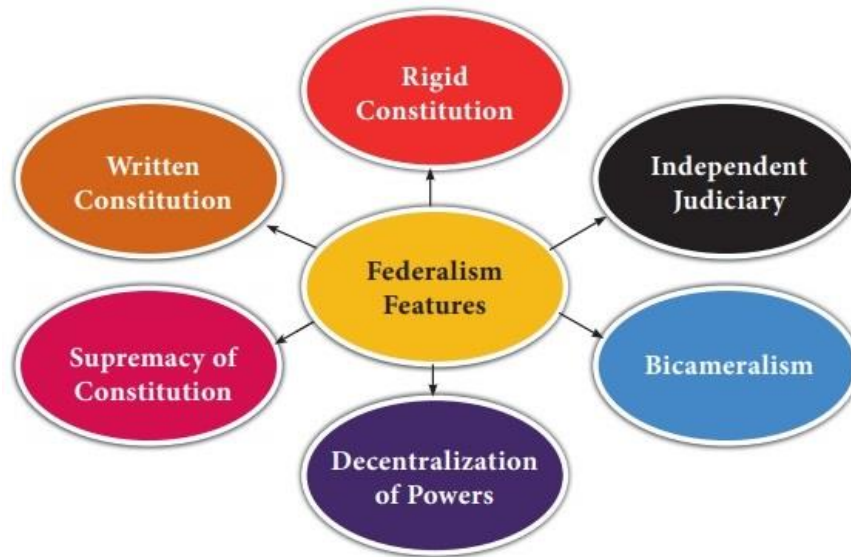 Rigid
Constitution
Written
Constitution
Independent
Judiciary
Federalism
Features
Supremacy of
Constitution
Bicameralism
Decentralization
of Powers